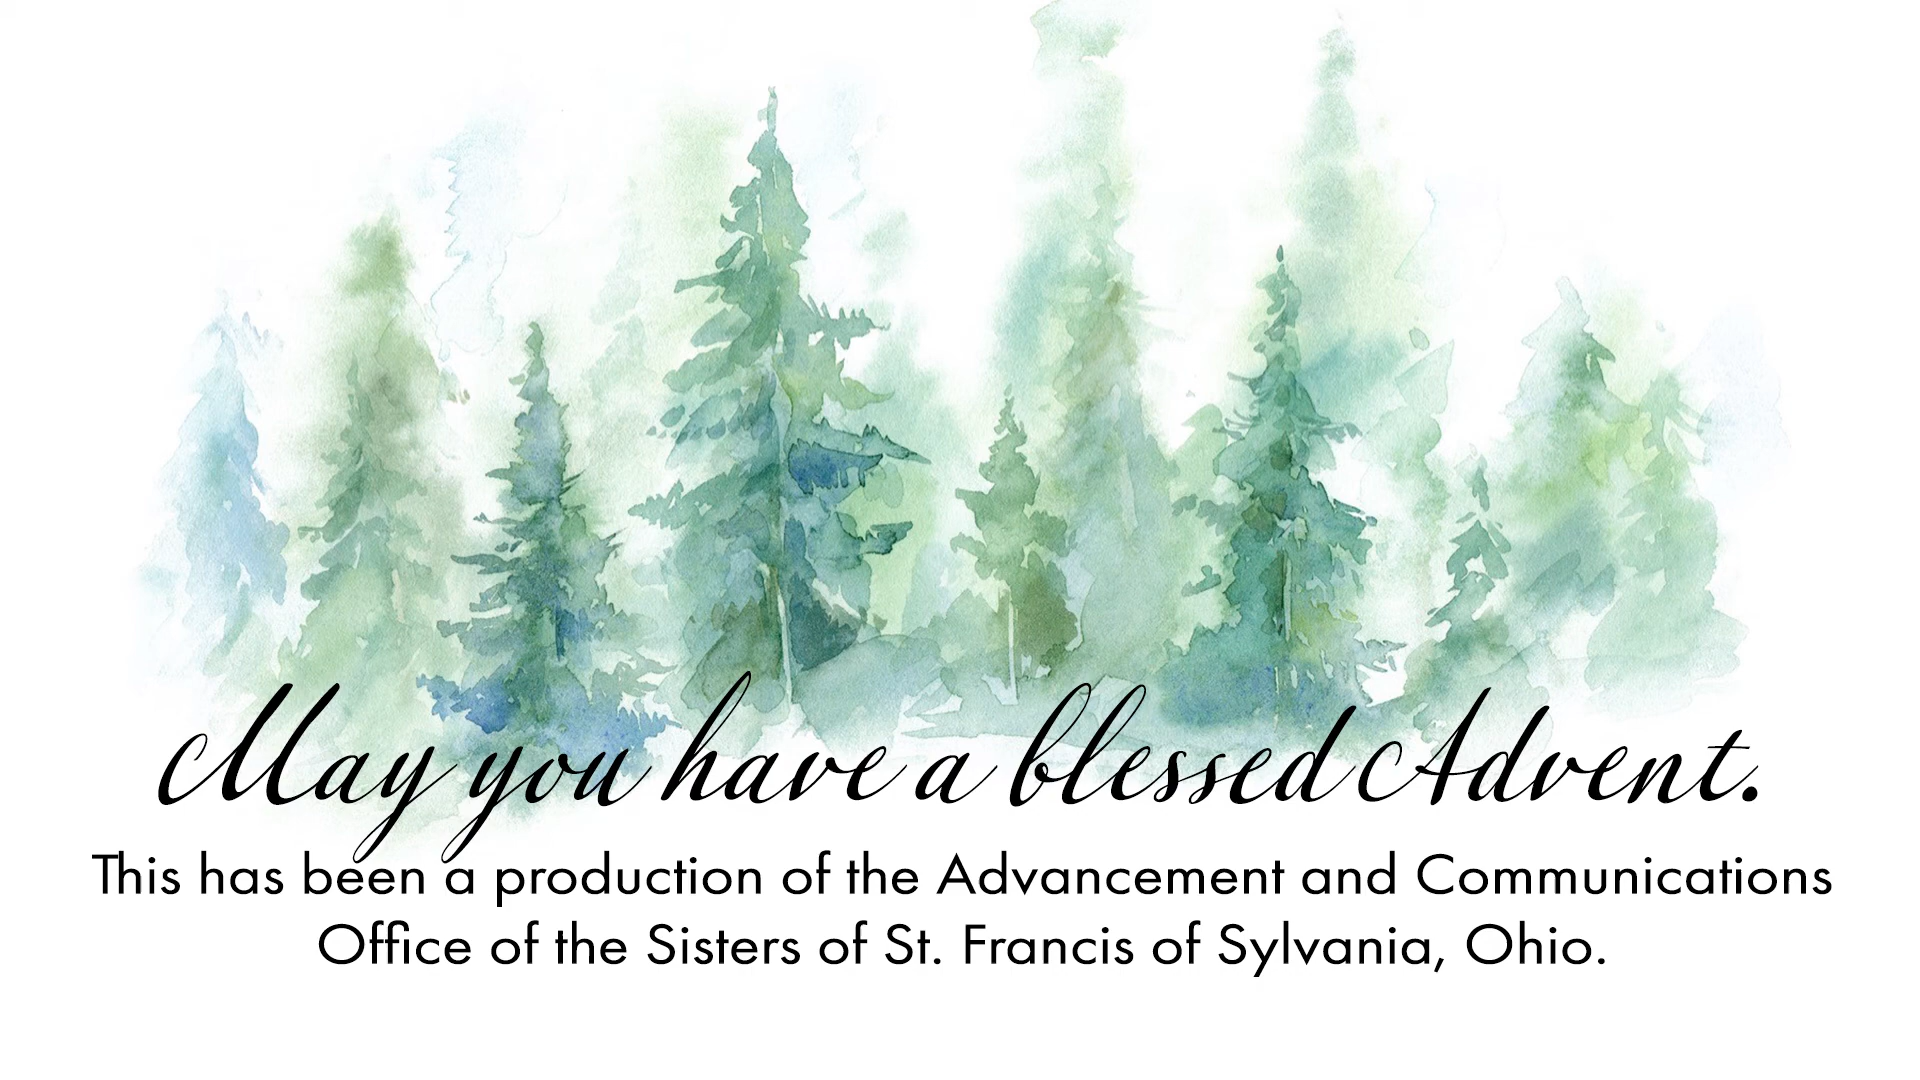 May you have a blessed Advent.
This has been a production of the Advancement and Communications
Office of the Sisters of St. Francis of Sylvania, Ohio.